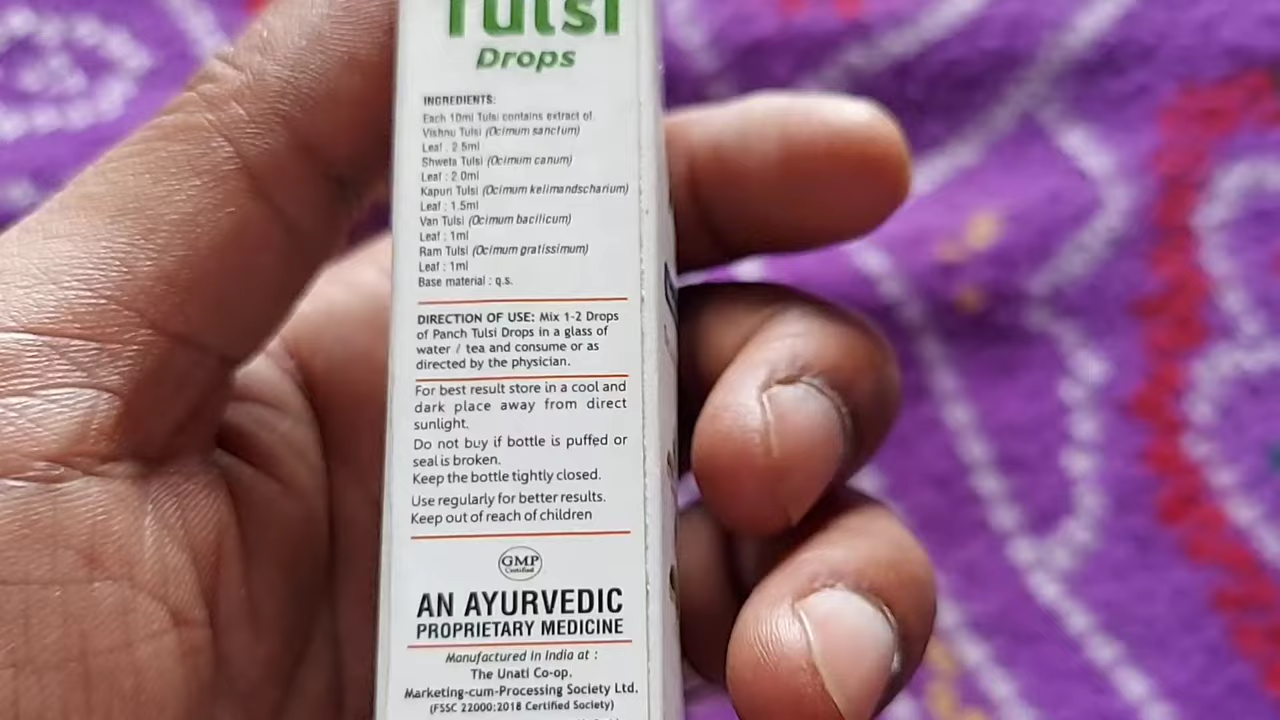 Tulsi
Drops
INGREDIENTS:
Each 10ml Tulsi contains extract of.
Vishnu Tulsi (Ocimum sanctum)
Leaf : 2.5ml
Shweta Tulsi (Ocimum canum)
Leaf : 2.0ml
Kapuri Tulsi (Ocimum kelimandscharium)
Leaf : 1.5ml
Van Tulsi (Ocimum bacilicum)
Leaf : 1ml
Ram Tulsi (Ocimum gratissimum)
Leaf : 1ml
Base material : q.s.
DIRECTION OF USE: Mix 1-2 Drops
of Panch Tulsi Drops in a glass of
water / tea and consume or as
directed by the physician.
For best result store in a cool and
dark place away from direct
sunlight.
Do not buy if bottle is puffed or
seal is broken.
Keep the bottle tightly closed.
Use regularly for better results.
Keep out of reach of children
GMP
Certified
AN AYURVEDIC
PROPRIETARY MEDICINE
Manufactured in India at :
The Unati Co-op.
Marketing-cum-Processing Society Ltd.
(FSSC 22000:2018 Certified Society)